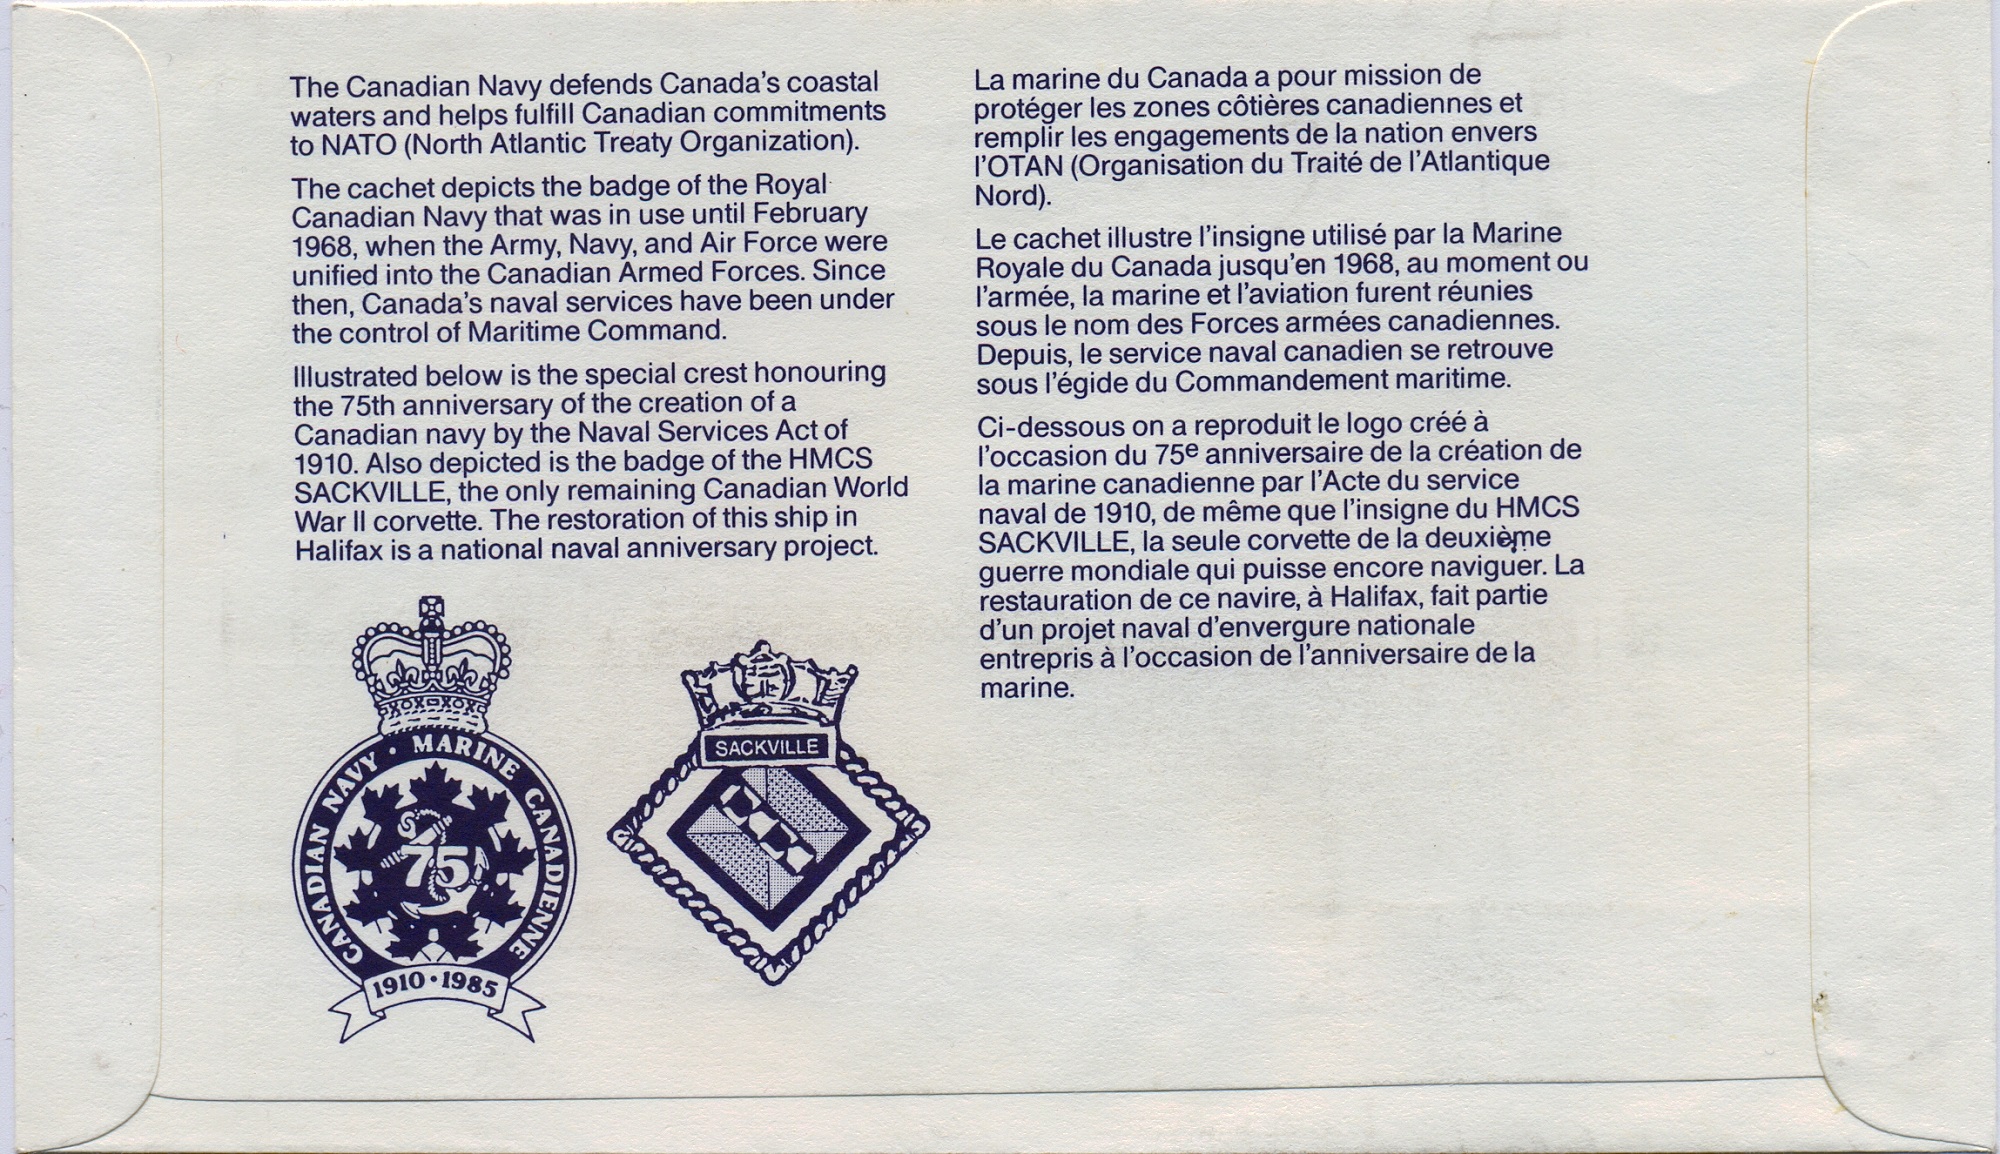 The Canadian Navy defends Canada's coastal
waters and helps fulfill Canadian commitments
to NATO (North Atlantic Treaty Organization).
The cachet depicts the badge of the Royal
Canadian Navy that was in use until February
1968, when the Army, Navy, and Air Force were
unified into the Canadian Armed Forces. Since
then, Canada's naval services have been under
the control of Maritime Command.
Illustrated below is the special crest honouring
the 75th anniversary of the creation of a
Canadian navy by the Naval Services Act of
1910. Also depicted is the badge of the HMCS
SACKVILLE, the only remaining Canadian World
War II corvette. The restoration of this ship in
Halifax is a national naval anniversary project.
CANADIAN NAVY · MARINE CANADIENNE
75
1910 · 1985
SACKVILLE
La marine du Canada a pour mission de
protéger les zones côtières canadiennes et
remplir les engagements de la nation envers
l'OTAN (Organisation du Traité de l'Atlantique
Nord).
Le cachet illustre l'insigne utilisé par la Marine
Royale du Canada jusqu'en 1968, au moment ou
l'armée, la marine et l'aviation furent réunies
sous le nom des Forces armées canadiennes.
Depuis, le service naval canadien se retrouve
sous l'égide du Commandement maritime.
Ci-dessous on a reproduit le logo créé à
l'occasion du 75e anniversaire de la création de
la marine canadienne par l'Acte du service
naval de 1910, de même que l'insigne du HMCS
SACKVILLE, la seule corvette de la deuxième
guerre mondiale qui puisse encore naviguer. La
restauration de ce navire, à Halifax, fait partie
d'un projet naval d'envergure nationale
entrepris à l'occasion de l'anniversaire de la
marine.